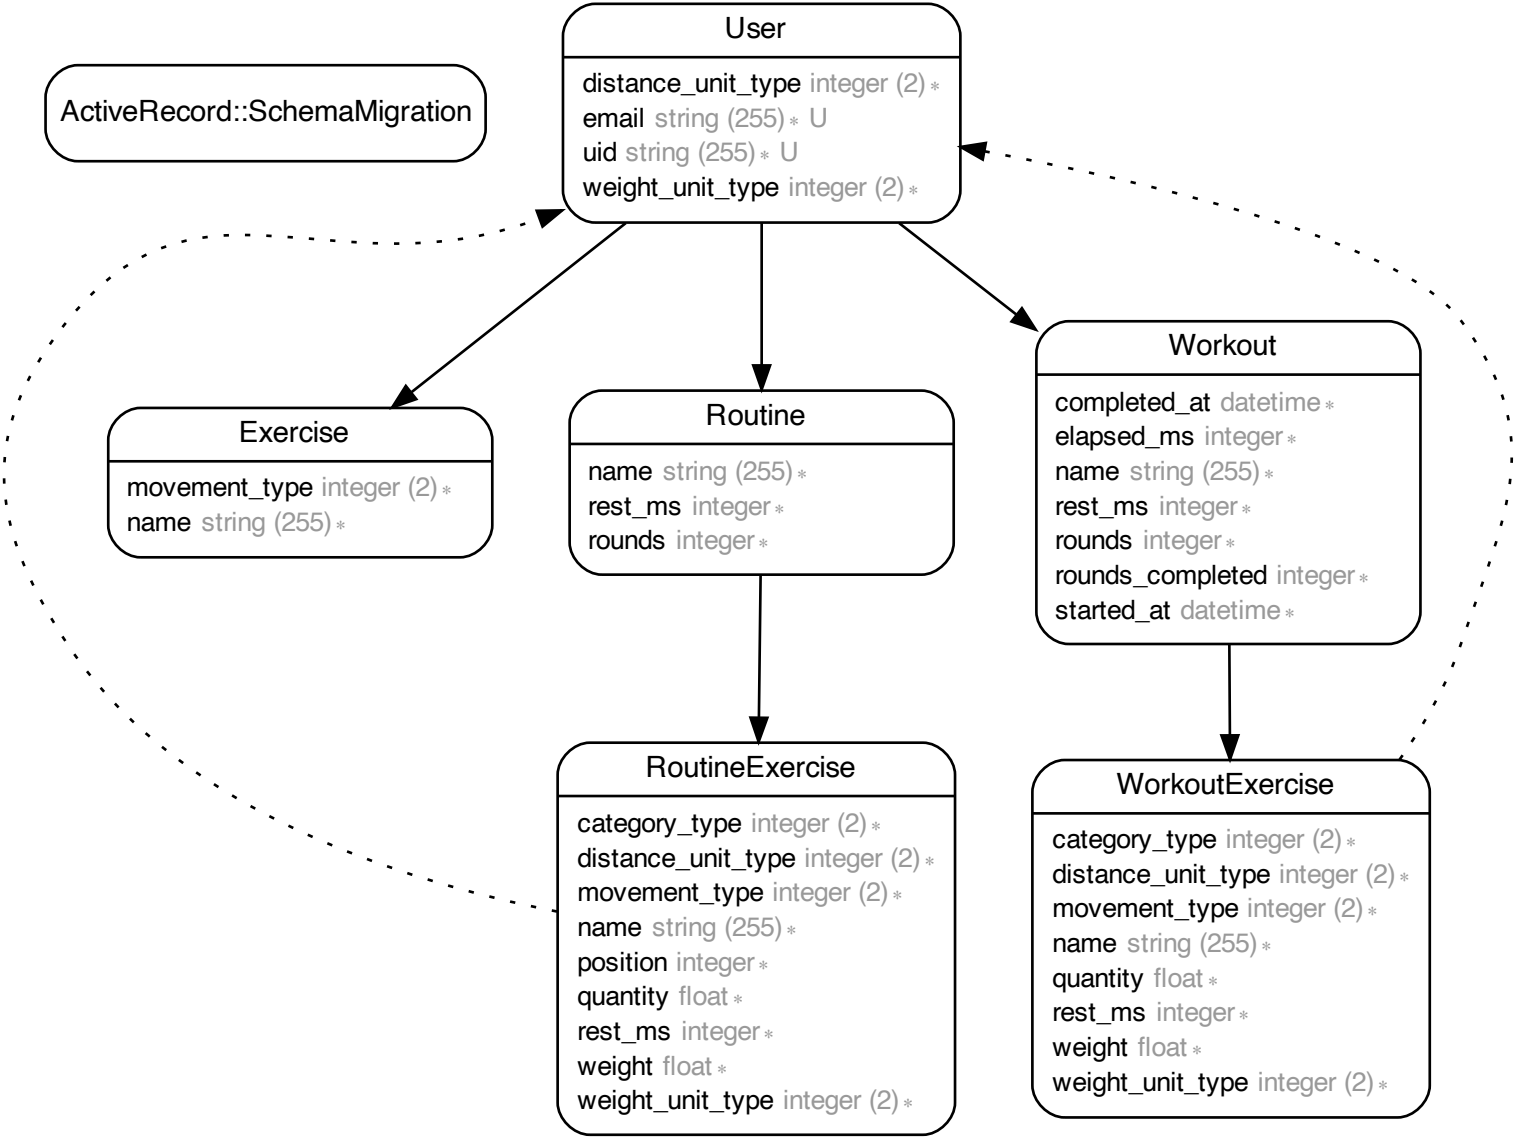 User
distance_unit_type integer (2) *
email string (255) * U
uid string (255) * U
weight_unit_type integer (2) *
ActiveRecord::SchemaMigration
Exercise
movement_type integer (2) *
name string (255) *
Routine
name string (255) *
rest_ms integer *
rounds integer *
Workout
completed_at datetime *
elapsed_ms integer *
name string (255) *
rest_ms integer *
rounds integer *
rounds_completed integer *
started_at datetime *
RoutineExercise
category_type integer (2) *
distance_unit_type integer (2) *
movement_type integer (2) *
name string (255) *
position integer *
quantity float *
rest_ms integer *
weight float *
weight_unit_type integer (2) *
WorkoutExercise
category_type integer (2) *
distance_unit_type integer (2) *
movement_type integer (2) *
name string (255) *
quantity float *
rest_ms integer *
weight float *
weight_unit_type integer (2) *